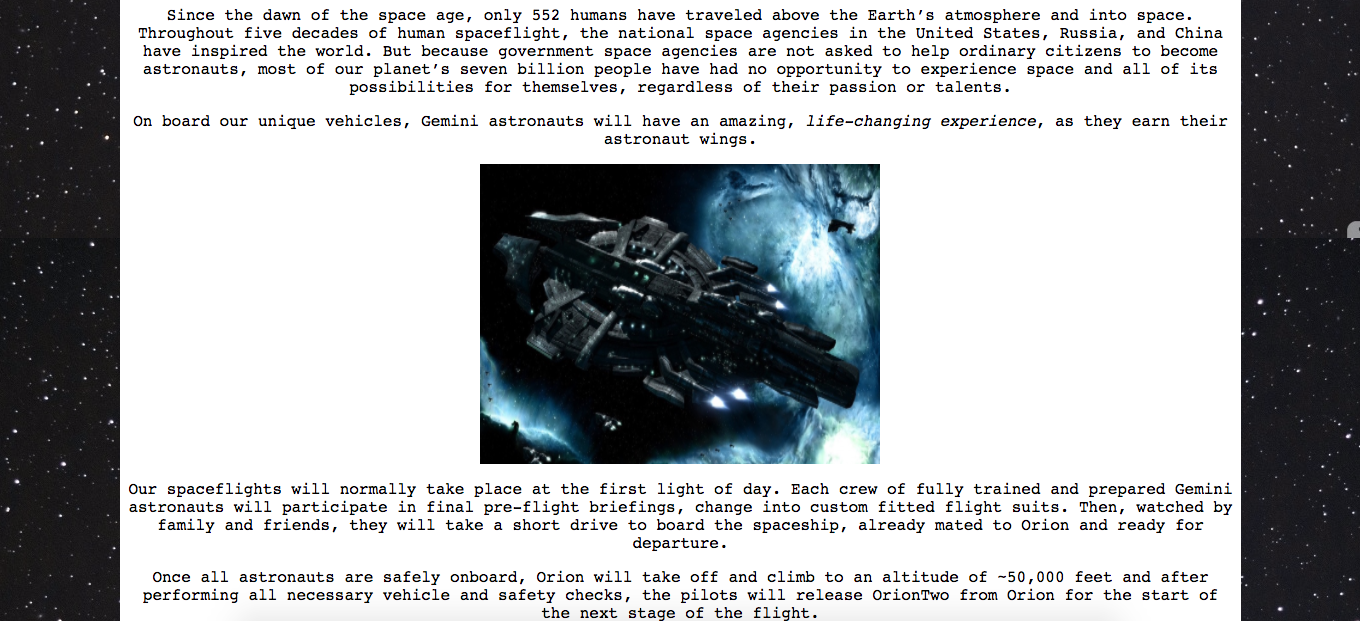 Since the dawn of the space age, only 552 humans have traveled above the Earth’s atmosphere and into space.
Throughout five decades of human spaceflight, the national space agencies in the United States, Russia, and China
have inspired the world. But because government space agencies are not asked to help ordinary citizens to become
astronauts, most of our planet’s seven billion people have had no opportunity to experience space and all of its
possibilities for themselves, regardless of their passion or talents.
On board our unique vehicles, Gemini astronauts will have an amazing, life-changing experience, as they earn their
astronaut wings.
Our spaceflights will normally take place at the first light of day. Each crew of fully trained and prepared Gemini
astronauts will participate in final pre-flight briefings, change into custom fitted flight suits. Then, watched by
family and friends, they will take a short drive to board the spaceship, already mated to Orion and ready for
departure.
Once all astronauts are safely onboard, Orion will take off and climb to an altitude of ~50,000 feet and after
performing all necessary vehicle and safety checks, the pilots will release OrionTwo from Orion for the start of
the next stage of the flight.